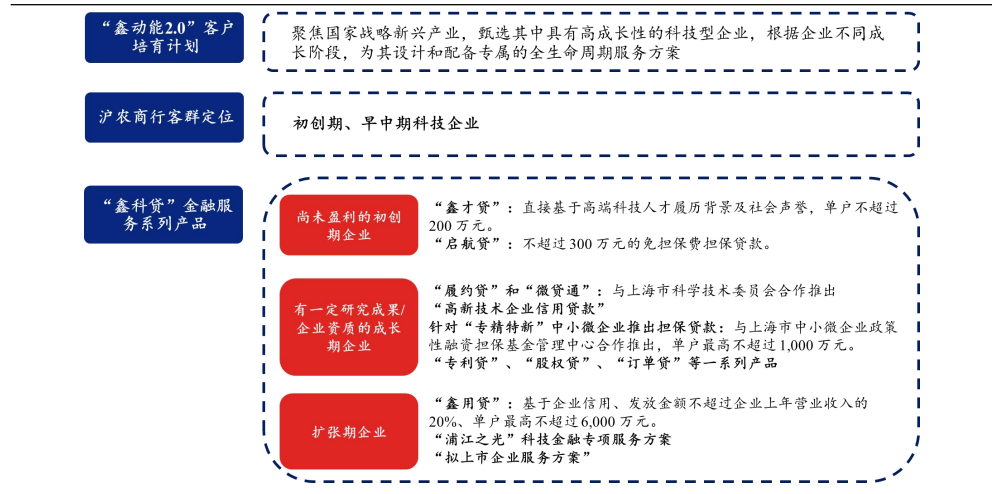 “鑫动能2.0”客户
培育计划
聚焦国家战略新兴产业，甄选其中具有高成长性的科技型企业，根据企业不同成
长阶段，为其设计和配备专属的全生命周期服务方案
沪农商行客群定位
初创期、早中期科技企业
“鑫科贷”金融服
务系列产品
尚未盈利的初创
期企业
“鑫才贷”：直接基于高端科技人才履历背景及社会声誉，单户不超过
200万元。
“启航贷”：不超过300万元的免担保费担保贷款。
有一定研究成果/
企业资质的成长
期企业
“履约贷”和“微贷通”：与上海市科学技术委员会合作推出
“高新技术企业信用贷款”
针对“专精特新”中小微企业推出担保贷款：与上海市中小微企业政策
性融资担保基金管理中心合作推出，单户最高不超过1,000万元。
“专利贷”、“股权贷”、“订单贷”等一系列产品
扩张期企业
“鑫用贷”：基于企业信用、发放金额不超过企业上年营业收入的
20%、单户最高不超过6,000万元。
“浦江之光”科技金融专项服务方案
“拟上市企业服务方案”